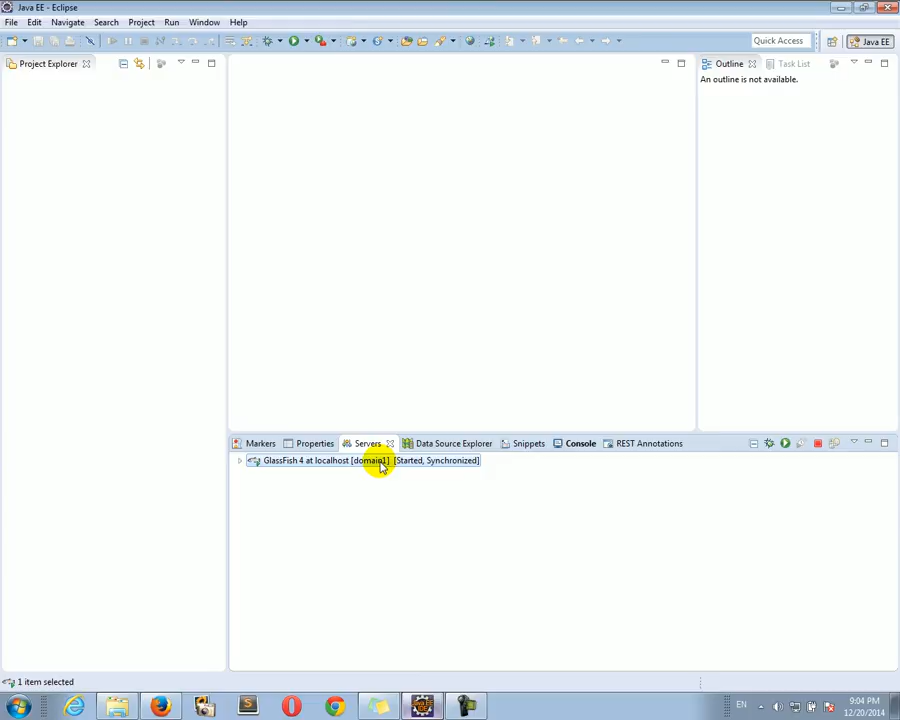 Java EE - Eclipse
File Edit Navigate Search Project Run Window Help
Quick Access Java EE
Project Explorer
Outline Task List
An outline is not available.
Markers Properties Servers Data Source Explorer Snippets Console REST Annotations
GlassFish 4 at localhost [domain1] [Started, Synchronized]
1 item selected
EN
9:04 PM
12/20/2014